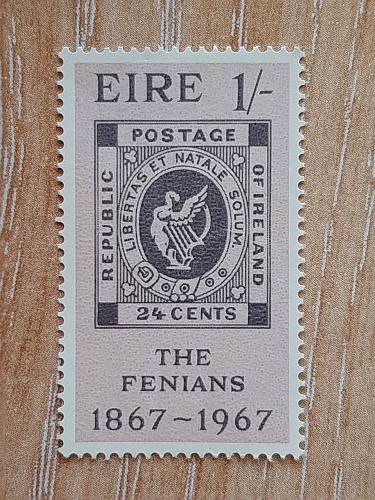 EIRE 1/-
POSTAGE
REPUBLIC
LIBERTAS ET NATALE SOLUM
OF IRELAND
24 CENTS
THE
FENIANS
1867~1967